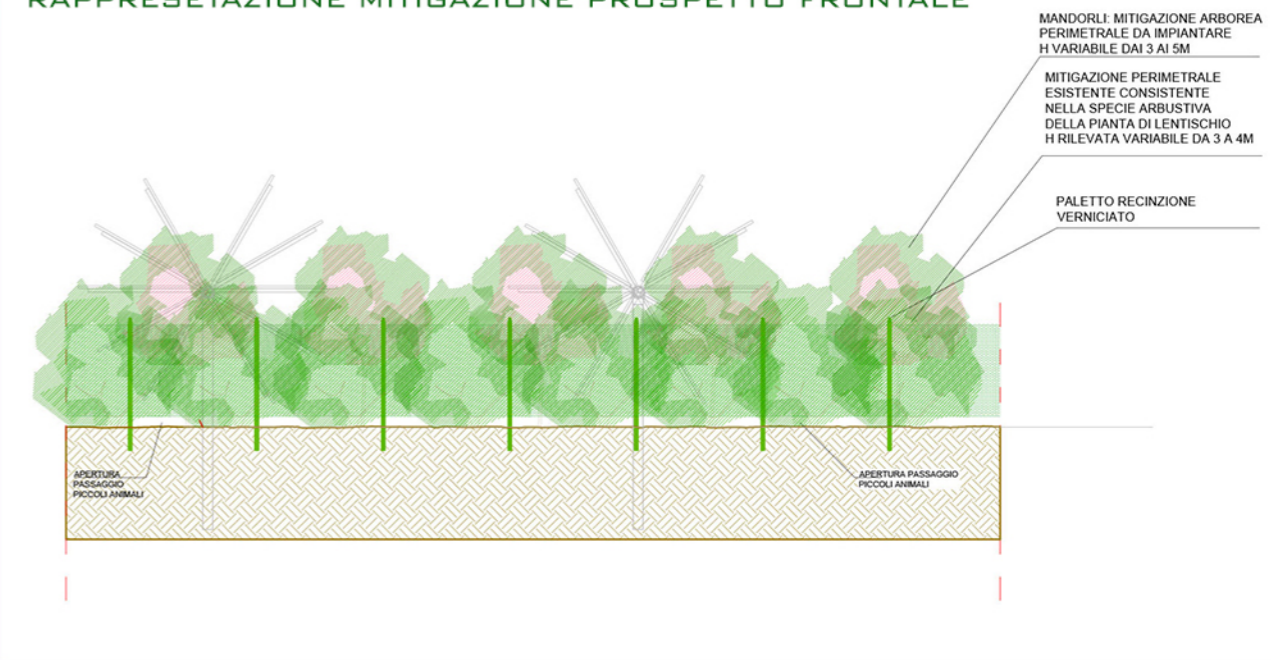 RAPPRESETAZIONE MITIGAZIONE PROSPETTO FRONTALE
MANDORLI: MITIGAZIONE ARBOREA
PERIMETRALE DA IMPIANTARE
H VARIABILE DAI 3 AI 5M
MITIGAZIONE PERIMETRALE
ESISTENTE CONSISTENTE
NELLA SPECIE ARBUSTIVA
DELLA PIANTA DI LENTISCHIO
H RILEVATA VARIABILE DA 3 A 4M
PALETTO RECINZIONE
VERNICIATO
APERTURA
PASSAGGIO
PICCOLI ANIMALI
APERTURA PASSAGGIO
PICCOLI ANIMALI